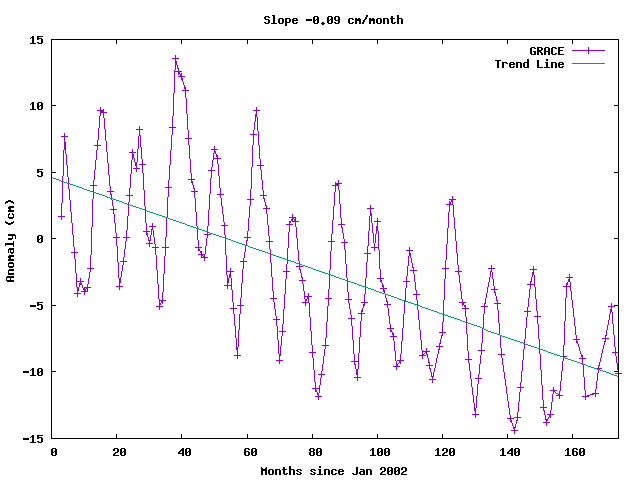 Slope -0.09 cm/month
GRACE
Trend Line
15
10
5
0
-5
-10
-15
Anomaly (cm)
0 20 40 60 80 100 120 140 160
Months since Jan 2002